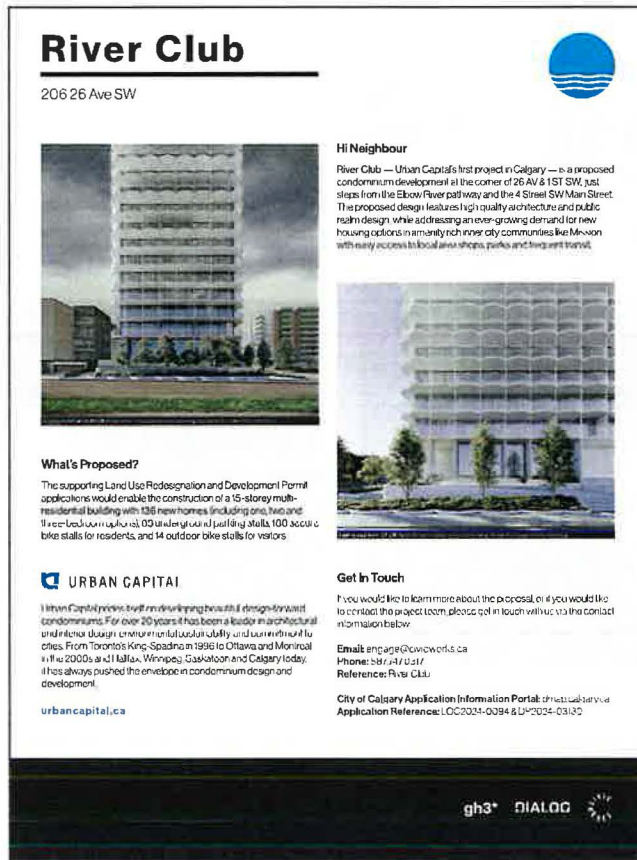 River Club
206 26 Ave SW
Hi Neighbour
River Club — Urban Capital's first project in Calgary — is a proposed
condominium development at the corner of 26 AV & 1 ST SW, just
steps from the Elbow River pathway and the 4 Street SW Main Street.
The proposed design features high quality architecture and public
realm design, while addressing an ever-growing demand for new
housing options in amenity rich inner city communities like Mission
with easy access to local area shops, parks and frequent transit.
What's Proposed?
The supporting Land Use Redesignation and Development Permit
applications would enable the construction of a 15-storey multi-
residential building with 136 new homes (including one, two and
three-bedroom options), underground parking stalls, secure
bike stalls for residents, and 14 outdoor bike stalls for visitors
URBAN CAPITAL
Urban Capital prides itself on developing beautiful design-forward
condominiums. For over 20 years it has been a leader in architectural
and interior design, environmental sustainability and commitment to
cities. From Toronto's King-Spadina in 1996 to Ottawa and Montreal
in the 2000s and Halifax, Winnipeg, Saskatoon and Calgary today,
it has always pushed the envelope in condominium design and
development.
urbancapital.ca
Get In Touch
If you would like to learn more about the proposal, or if you would like
to contact the project team, please get in touch with us via the contact
information below
Email: engage@civicworks.ca
Phone:
Reference: River Club
City of Calgary Application Information Portal: dmap.calgary.ca
Application Reference: LOC2024-0094 & DP2024-03130
gh3* DIALOG